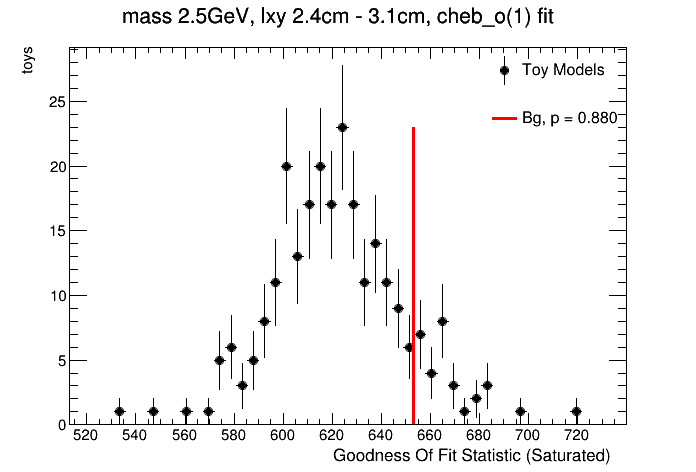 mass 2.5GeV, lxy 2.4cm - 3.1cm, cheb_o(1) fit
toys
Toy Models
Bg, p = 0.880
25
20
15
10
5
0
520 540 560 580 600 620 640 660 680 700 720
Goodness Of Fit Statistic (Saturated)